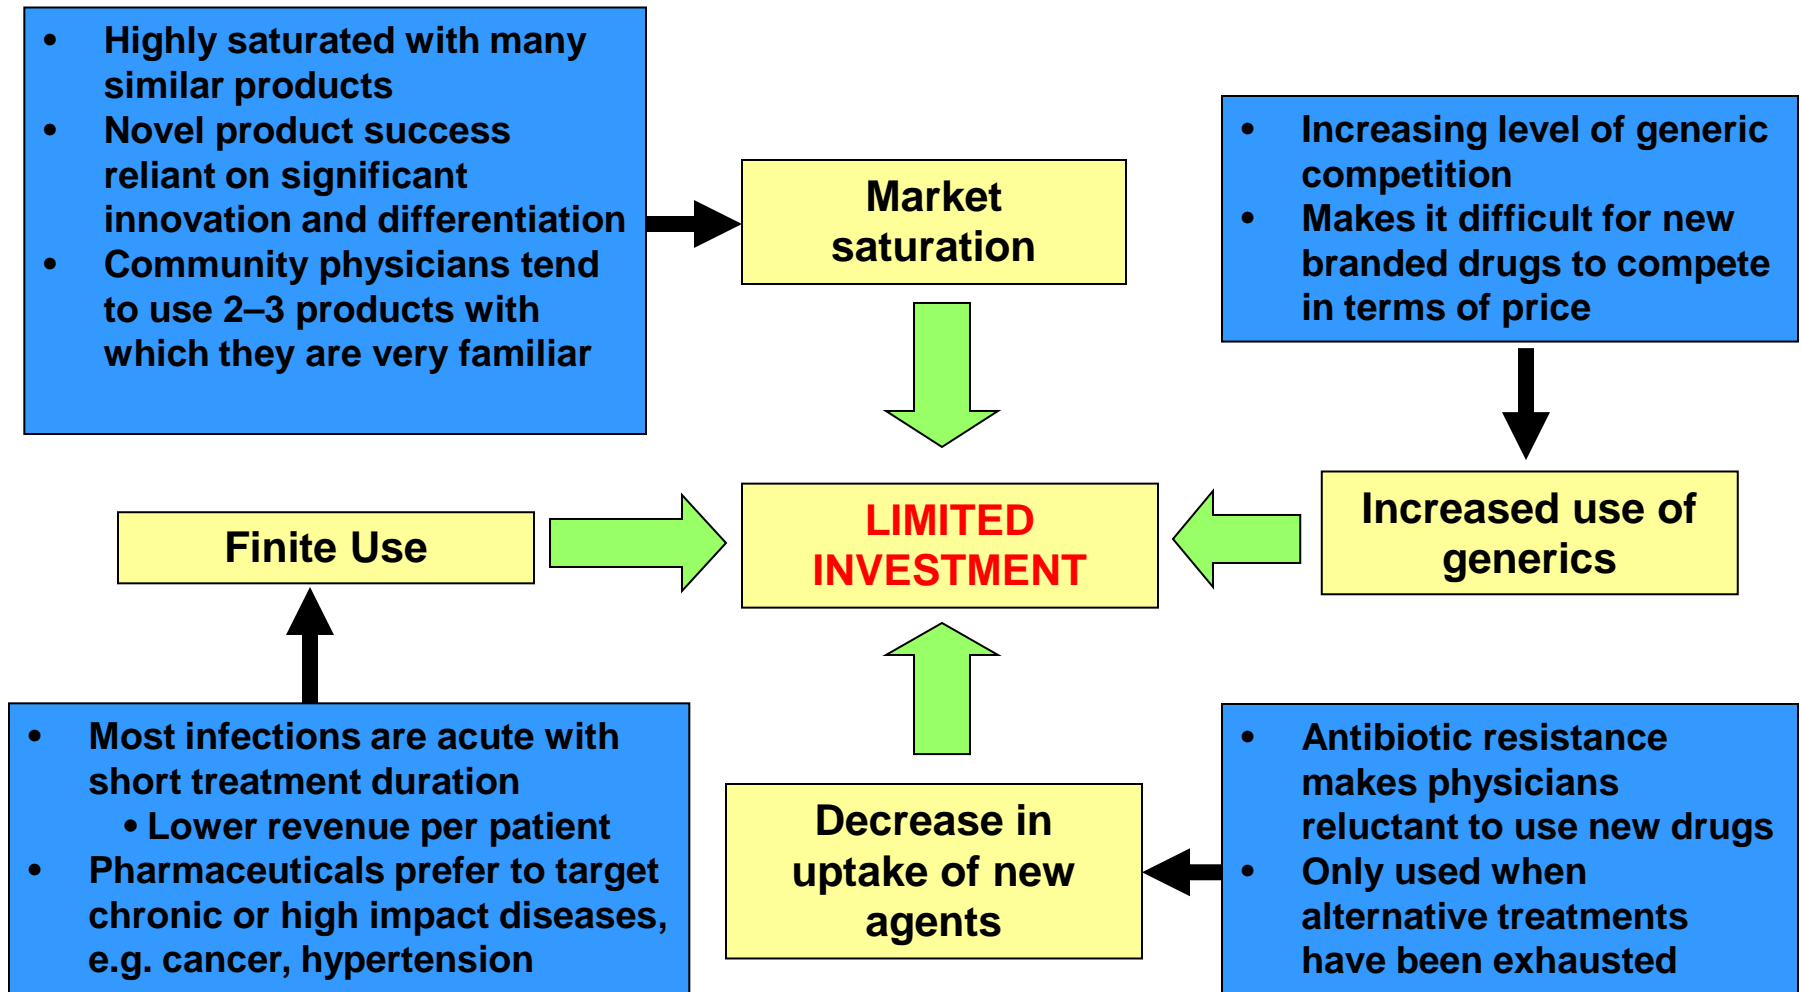 • Highly saturated with many
similar products
• Novel product success
reliant on significant
innovation and differentiation
• Community physicians tend
to use 2–3 products with
which they are very familiar
Market
saturation
• Increasing level of generic
competition
• Makes it difficult for new
branded drugs to compete
in terms of price
Finite Use
LIMITED
INVESTMENT
Increased use of
generics
• Most infections are acute with
short treatment duration
• Lower revenue per patient
• Pharmaceuticals prefer to target
chronic or high impact diseases,
e.g. cancer, hypertension
Decrease in
uptake of new
agents
• Antibiotic resistance
makes physicians
reluctant to use new drugs
• Only used when
alternative treatments
have been exhausted